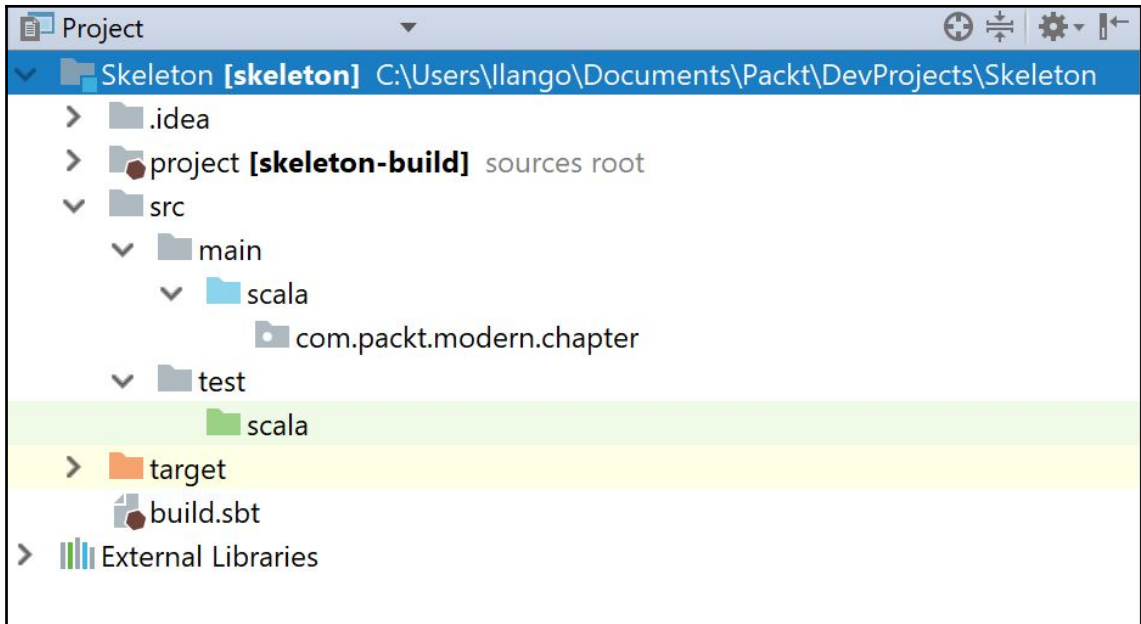 Project
Skeleton [skeleton] C:\Users\Ilango\Documents\Packt\DevProjects\Skeleton
.idea
project [skeleton-build] sources root
src
main
scala
com.packt.modern.chapter
test
scala
target
build.sbt
External Libraries